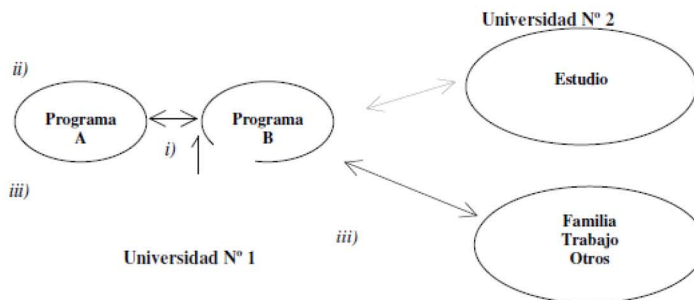 Universidad Nº 2
ii)
Estudio
Programa
A
Programa
B
i)
iii)
Familia
Trabajo
Otros
iii)
Universidad Nº 1